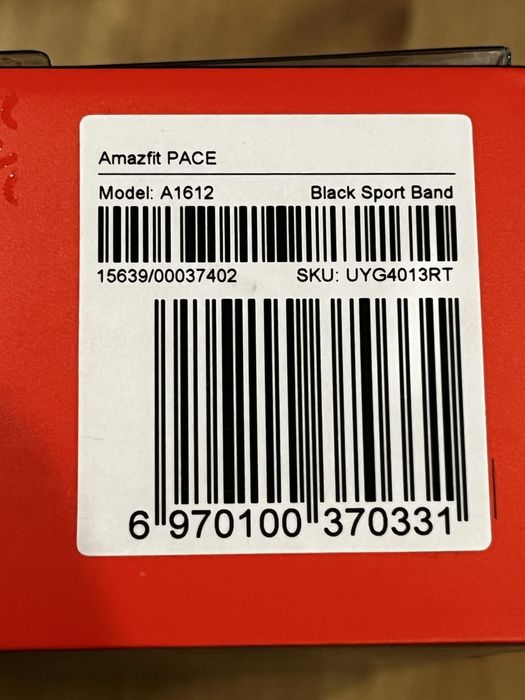 Amazfit PACE
Model: A1612 Black Sport Band
15639/00037402 SKU: UYG4013RT
6 970100 370331